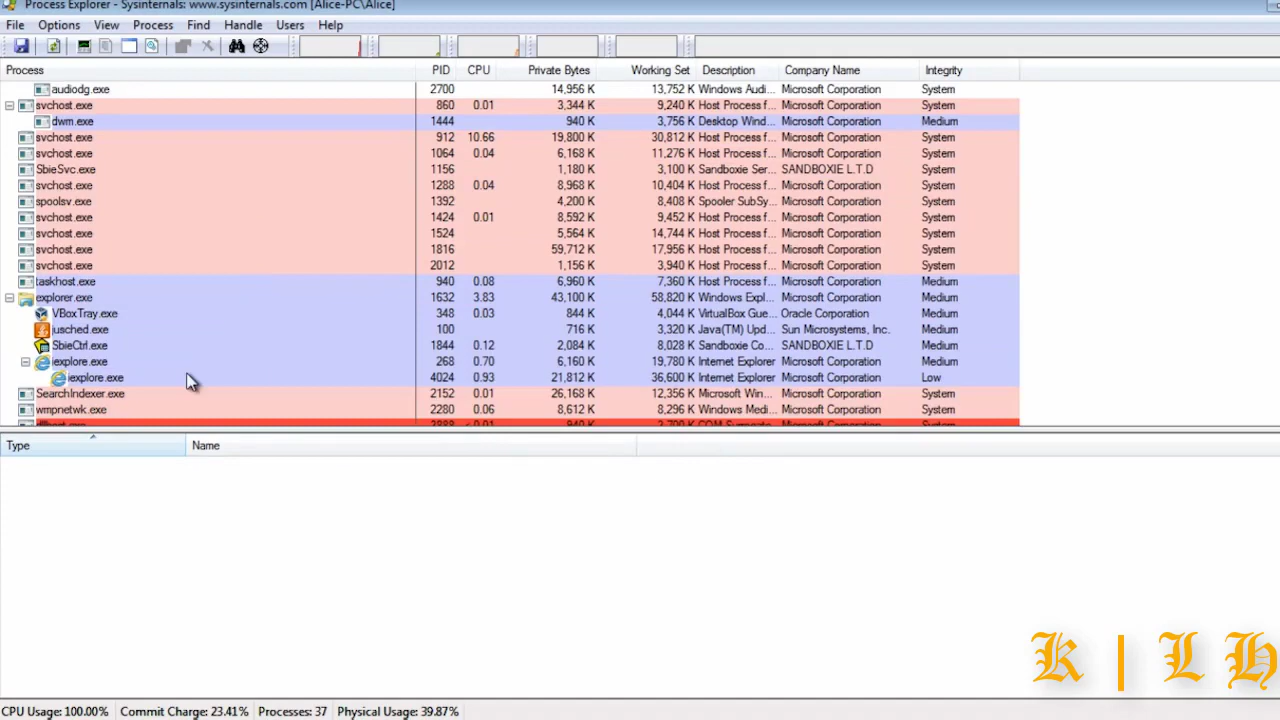 Process Explorer - Sysinternals: www.sysinternals.com [Alice-PC\Alice]
File Options View Process Find Handle Users Help
Process PID CPU Private Bytes Working Set Description Company Name Integrity
audiodg.exe 2700 14,956 K 13,752 K Windows Audi... Microsoft Corporation System
svchost.exe 860 0.01 3,344 K 9,240 K Host Process f... Microsoft Corporation System
dwm.exe 1444 940 K 3,756 K Desktop Wind... Microsoft Corporation Medium
svchost.exe 912 10.66 19,800 K 30,812 K Host Process f... Microsoft Corporation System
svchost.exe 1064 0.04 6,168 K 11,276 K Host Process f... Microsoft Corporation System
SbieSvc.exe 1156 1,180 K 3,100 K Sandboxie Ser... SANDBOXIE L.T.D System
svchost.exe 1288 0.04 8,968 K 10,404 K Host Process f... Microsoft Corporation System
spoolsv.exe 1392 4,200 K 8,408 K Spooler SubSy... Microsoft Corporation System
svchost.exe 1424 0.01 8,592 K 9,452 K Host Process f... Microsoft Corporation System
svchost.exe 1524 5,564 K 14,744 K Host Process f... Microsoft Corporation System
svchost.exe 1816 59,712 K 17,956 K Host Process f... Microsoft Corporation System
svchost.exe 2012 1,156 K 3,940 K Host Process f... Microsoft Corporation System
taskhost.exe 940 0.08 6,960 K 7,360 K Host Process f... Microsoft Corporation Medium
explorer.exe 1632 3.83 43,100 K 58,820 K Windows Expl... Microsoft Corporation Medium
VBoxTray.exe 348 0.03 844 K 4,044 K VirtualBox Gue... Oracle Corporation Medium
jusched.exe 100 716 K 3,320 K Java(TM) Upd... Sun Microsystems, Inc. Medium
SbieCtrl.exe 1844 0.12 2,084 K 8,028 K Sandboxie Co... SANDBOXIE L.T.D Medium
iexplore.exe 268 0.70 6,160 K 19,780 K Internet Explorer Microsoft Corporation Medium
iexplore.exe 4024 0.93 21,812 K 36,600 K Internet Explorer Microsoft Corporation Low
SearchIndexer.exe 2152 0.01 26,168 K 12,356 K Microsoft Win... Microsoft Corporation System
wmpnetwk.exe 2280 0.06 8,612 K 8,296 K Windows Medi... Microsoft Corporation System
Type Name
K | L H
CPU Usage: 100.00% Commit Charge: 23.41% Processes: 37 Physical Usage: 39.87%